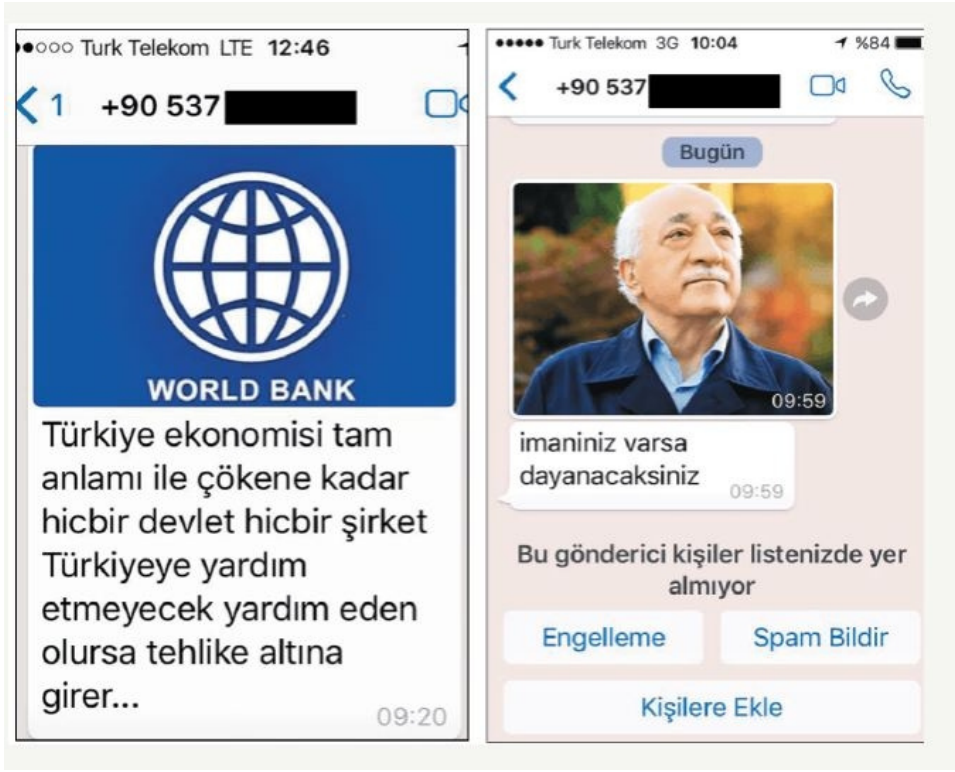 Turk Telekom LTE 12:46
1 +90 537
WORLD BANK
Türkiye ekonomisi tam
anlamı ile çökene kadar
hicbir devlet hicbir şirket
Türkiyeye yardım
etmeyecek yardım eden
olursa tehlike altına
girer...
09:20
Turk Telekom 3G 10:04 %84
+90 537
Bugün
09:59
imaniniz varsa
dayanacaksiniz
09:59
Bu gönderici kişiler listenizde yer
almıyor
Engelleme Spam Bildir
Kişilere Ekle